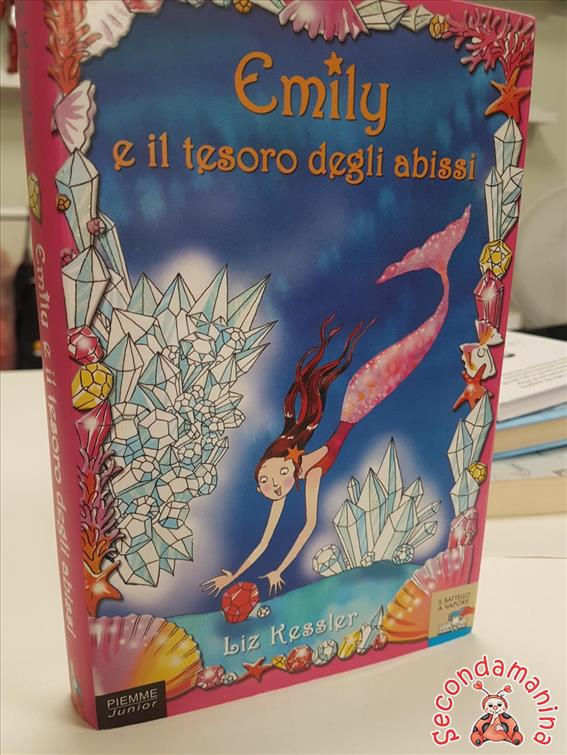 Emily
e il tesoro degli abissi
Emily e il tesoro degli abissi
Liz Kessler
IL BATTELLO
A VAPORE
PIEMME
Junior
Secondamanina